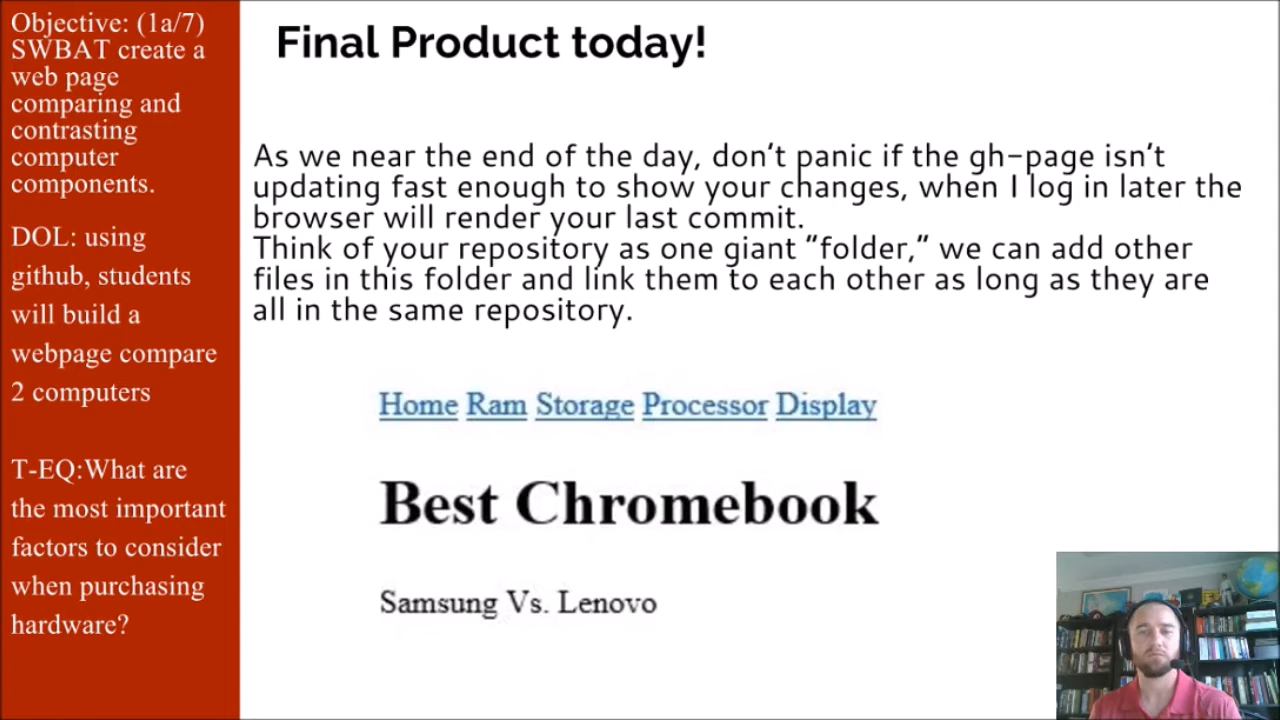 Objective: (1a/7)
SWBAT create a
web page
comparing and
contrasting
computer
components.
DOL: using
github, students
will build a
webpage compare
2 computers
T-EQ:What are
the most important
factors to consider
when purchasing
hardware?
Final Product today!
As we near the end of the day, don't panic if the gh-page isn't
updating fast enough to show your changes, when I log in later the
browser will render your last commit.
Think of your repository as one giant "folder," we can add other
files in this folder and link them to each other as long as they are
all in the same repository.
Home Ram Storage Processor Display
Best Chromebook
Samsung Vs. Lenovo